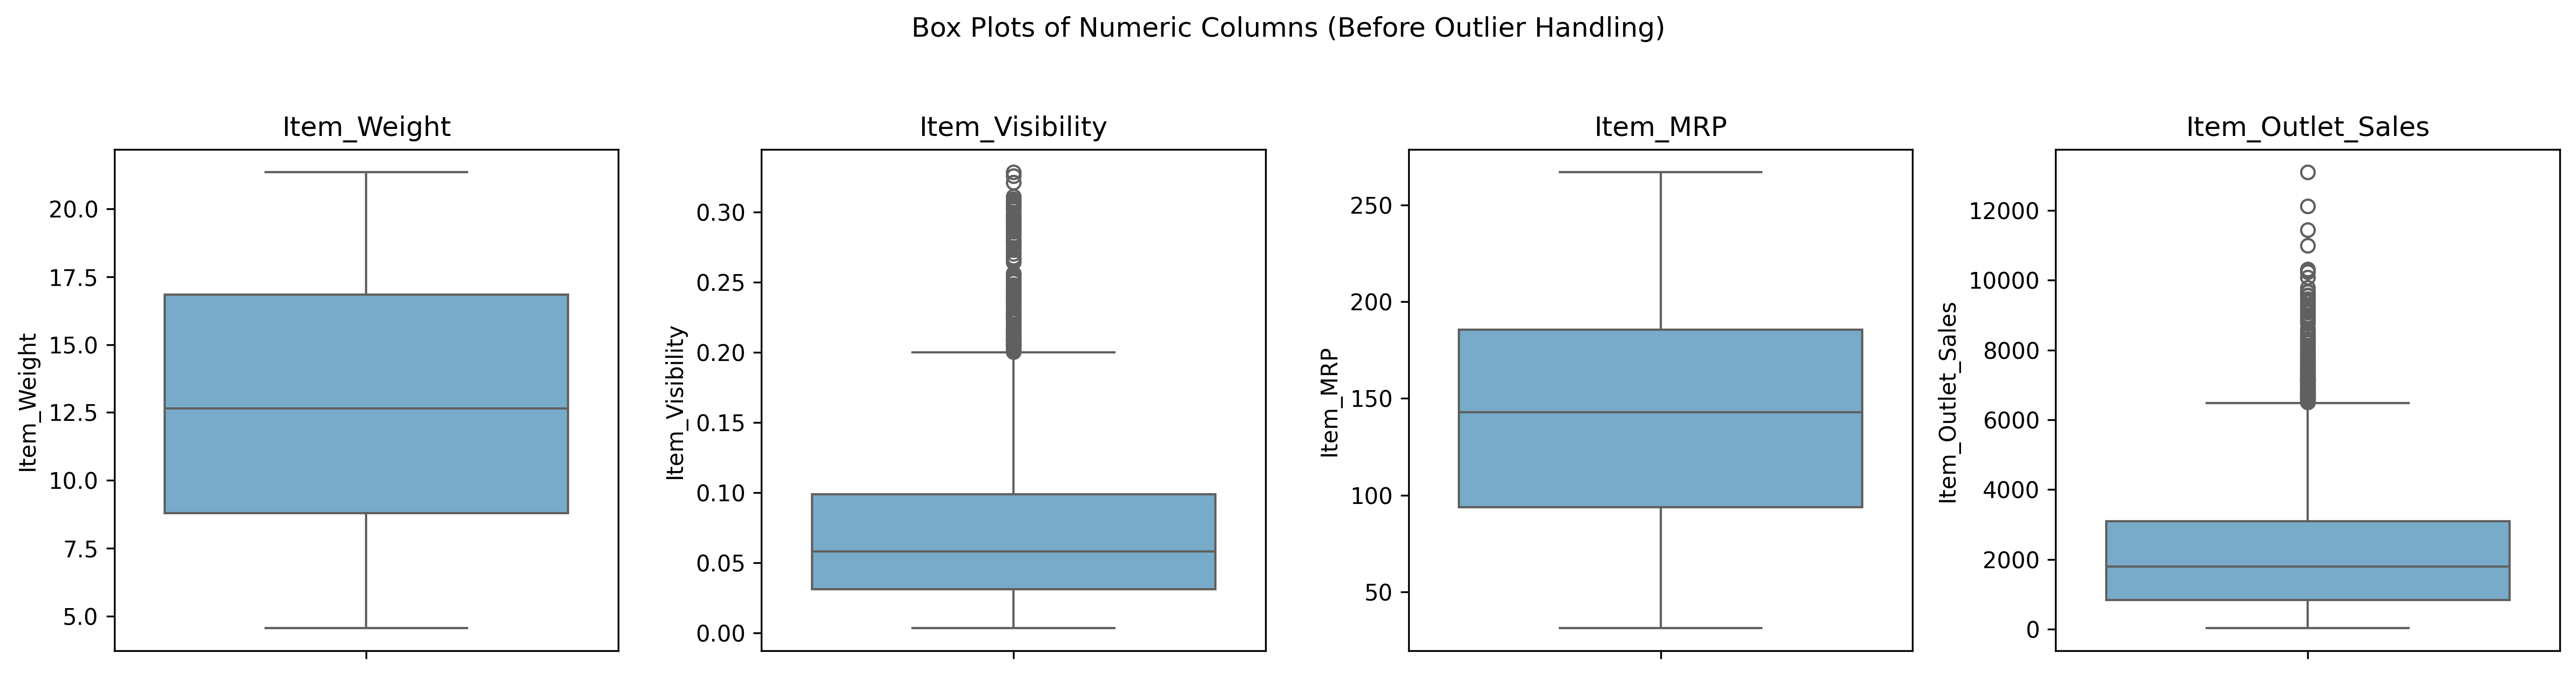 Box Plots of Numeric Columns (Before Outlier Handling)
Item_Weight
Item_Weight
20.0
17.5
15.0
12.5
10.0
7.5
5.0
Item_Visibility
Item_Visibility
0.30
0.25
0.20
0.15
0.10
0.05
0.00
Item_MRP
Item_MRP
250
200
150
100
50
Item_Outlet_Sales
Item_Outlet_Sales
12000
10000
8000
6000
4000
2000
0